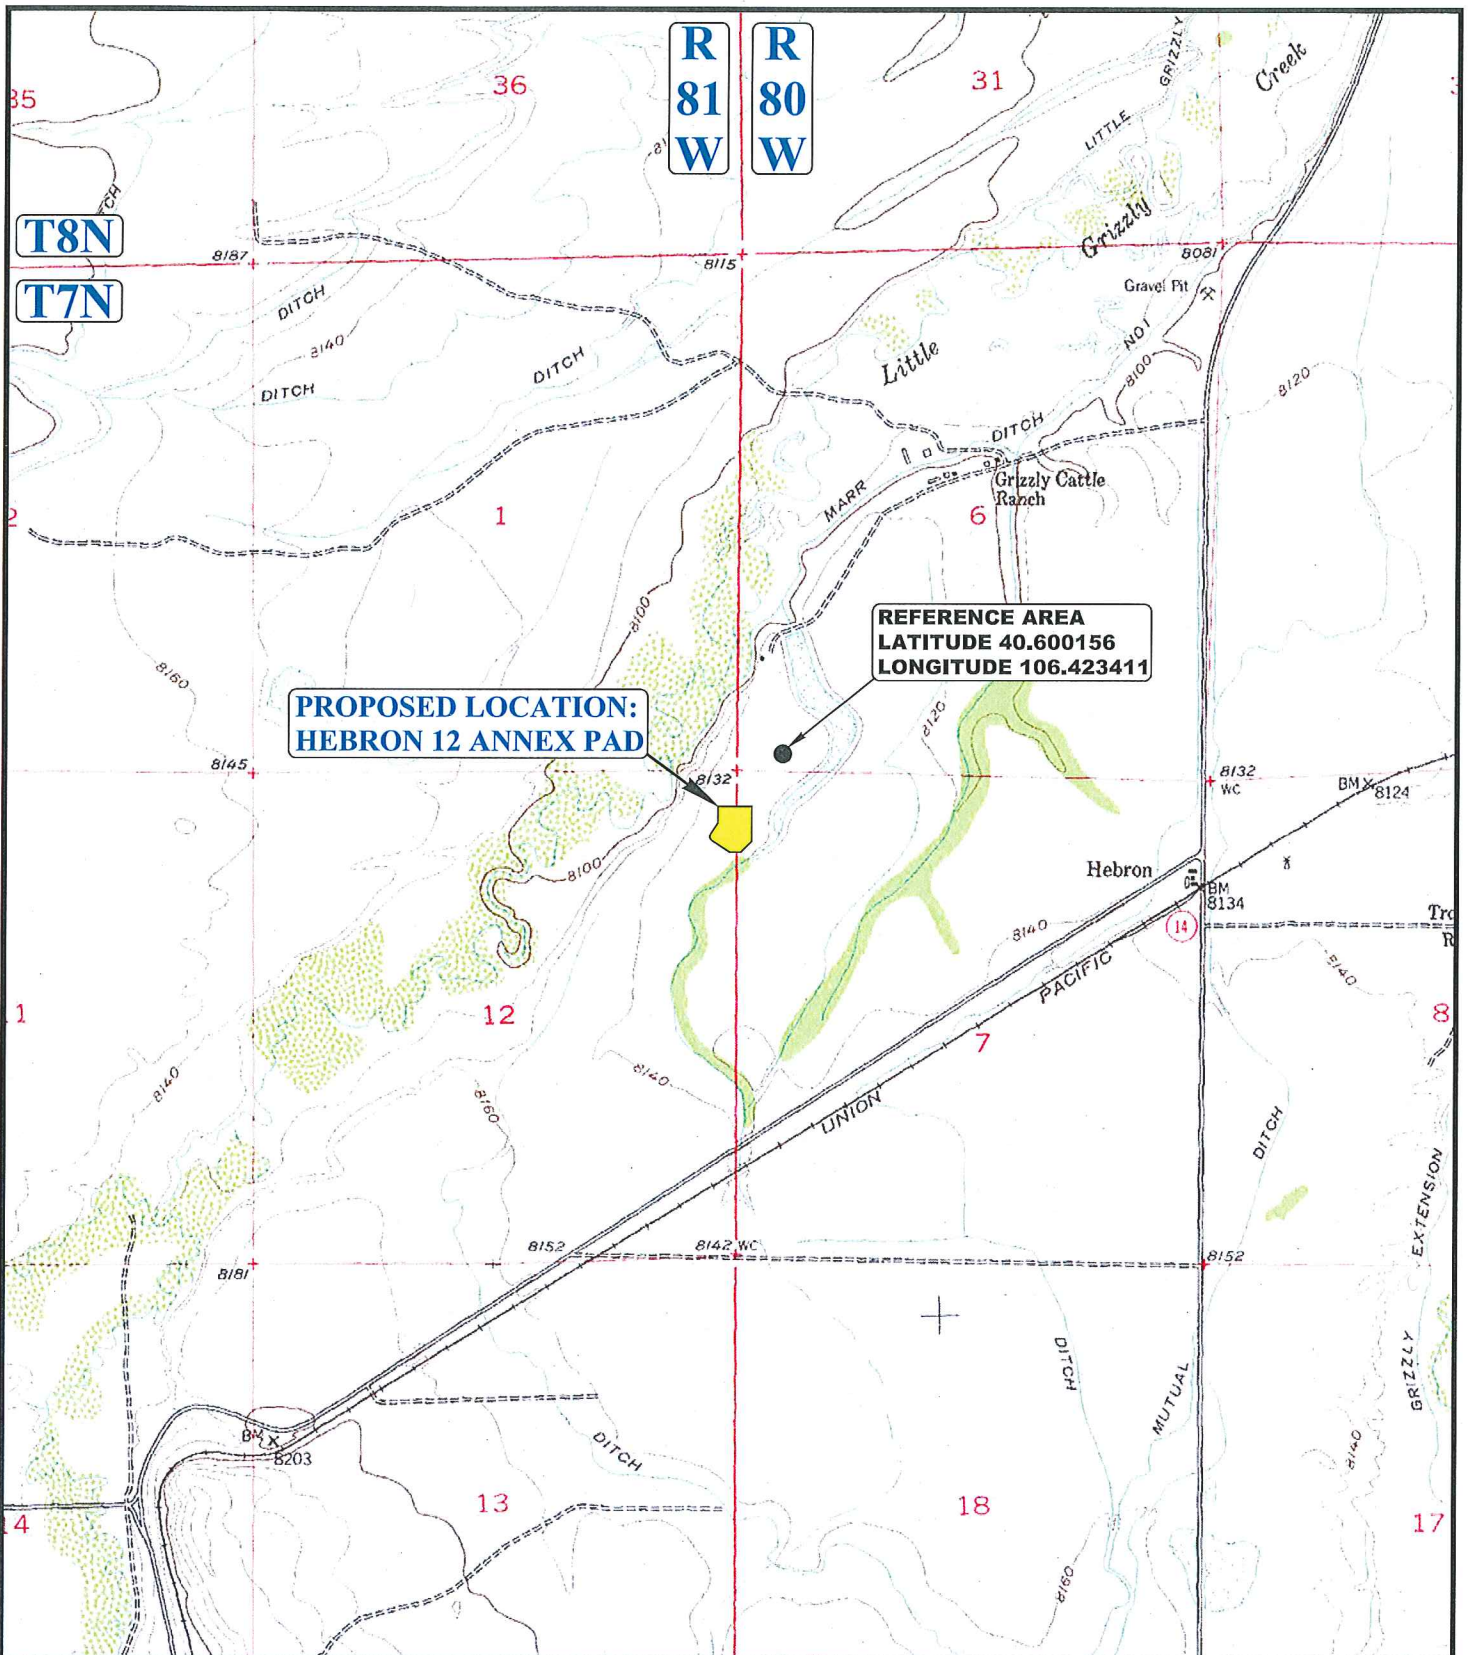 R
81
W
R
80
W
35
36
31
GRIZZLY
Creek
LITTLE
Grizzly
T8N
T7N
8187
8115
8081
Gravel Pit
DITCH
8140
DITCH
DITCH
Little
NO 1
8100
8120
DITCH
MARR
Grizzly Cattle
Ranch
1
6
8100
REFERENCE AREA
LATITUDE 40.600156
LONGITUDE 106.423411
8160
PROPOSED LOCATION:
HEBRON 12 ANNEX PAD
8120
8145
8132
8132
WC
BM
8124
8100
Hebron
BM
8134
14
8140
8140
PACIFIC
12
7
8
8140
8140
8160
UNION
DITCH
EXTENSION
8152
8142 WC
8152
8181
DITCH
MUTUAL
GRIZZLY
BM
8203
DITCH
8140
13
18
17
8160